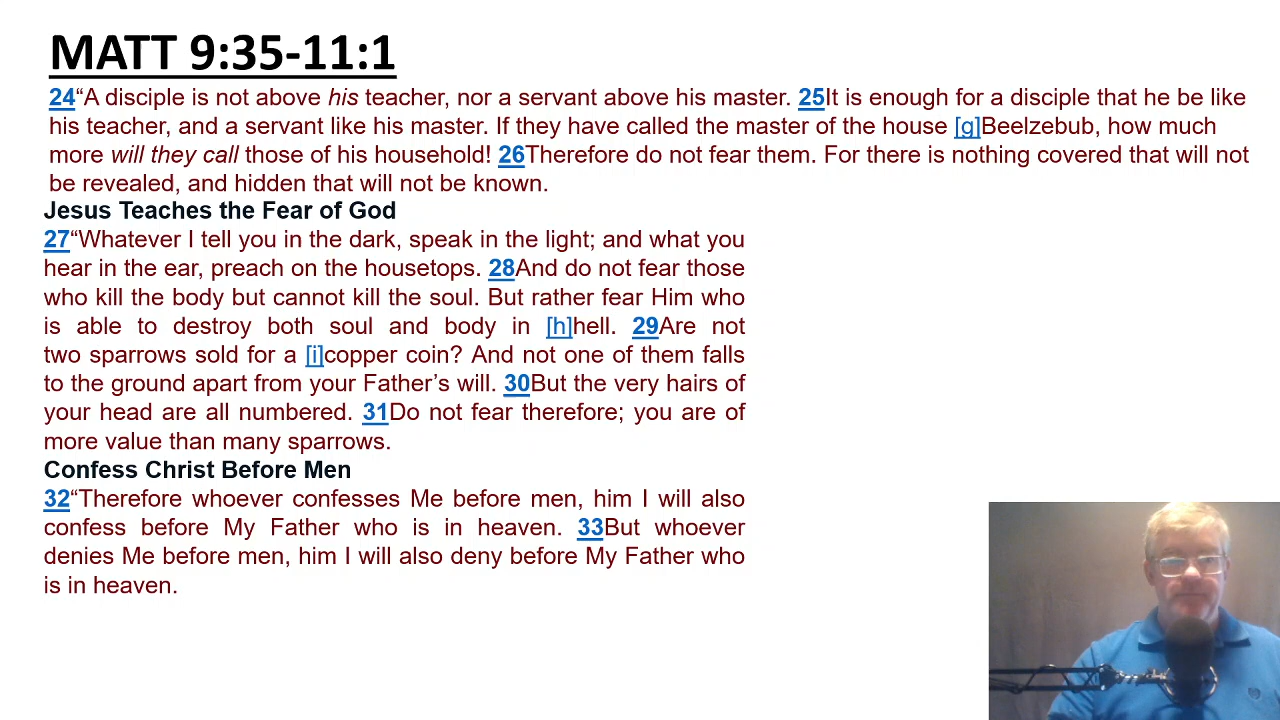 MATT 9:35-11:1
24“A disciple is not above his teacher, nor a servant above his master. 25It is enough for a disciple that he be like
his teacher, and a servant like his master. If they have called the master of the house [g]Beelzebub, how much
more will they call those of his household! 26Therefore do not fear them. For there is nothing covered that will not
be revealed, and hidden that will not be known.
Jesus Teaches the Fear of God
27“Whatever I tell you in the dark, speak in the light; and what you
hear in the ear, preach on the housetops. 28And do not fear those
who kill the body but cannot kill the soul. But rather fear Him who
is able to destroy both soul and body in [h]hell. 29Are not
two sparrows sold for a [i]copper coin? And not one of them falls
to the ground apart from your Father’s will. 30But the very hairs of
your head are all numbered. 31Do not fear therefore; you are of
more value than many sparrows.
Confess Christ Before Men
32“Therefore whoever confesses Me before men, him I will also
confess before My Father who is in heaven. 33But whoever
denies Me before men, him I will also deny before My Father who
is in heaven.